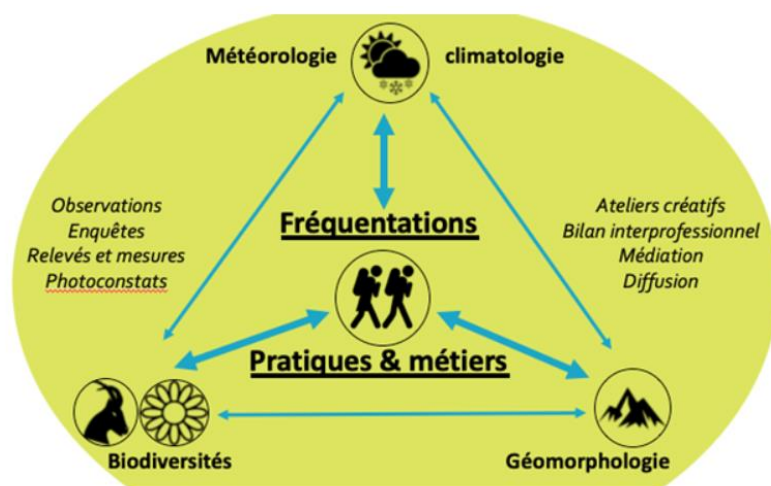 Météorologie climatologie
Observations
Enquêtes
Relevés et mesures
Photoconstats
Fréquentations
Ateliers créatifs
Bilan interprofessionnel
Médiation
Diffusion
Pratiques & métiers
Biodiversités
Géomorphologie